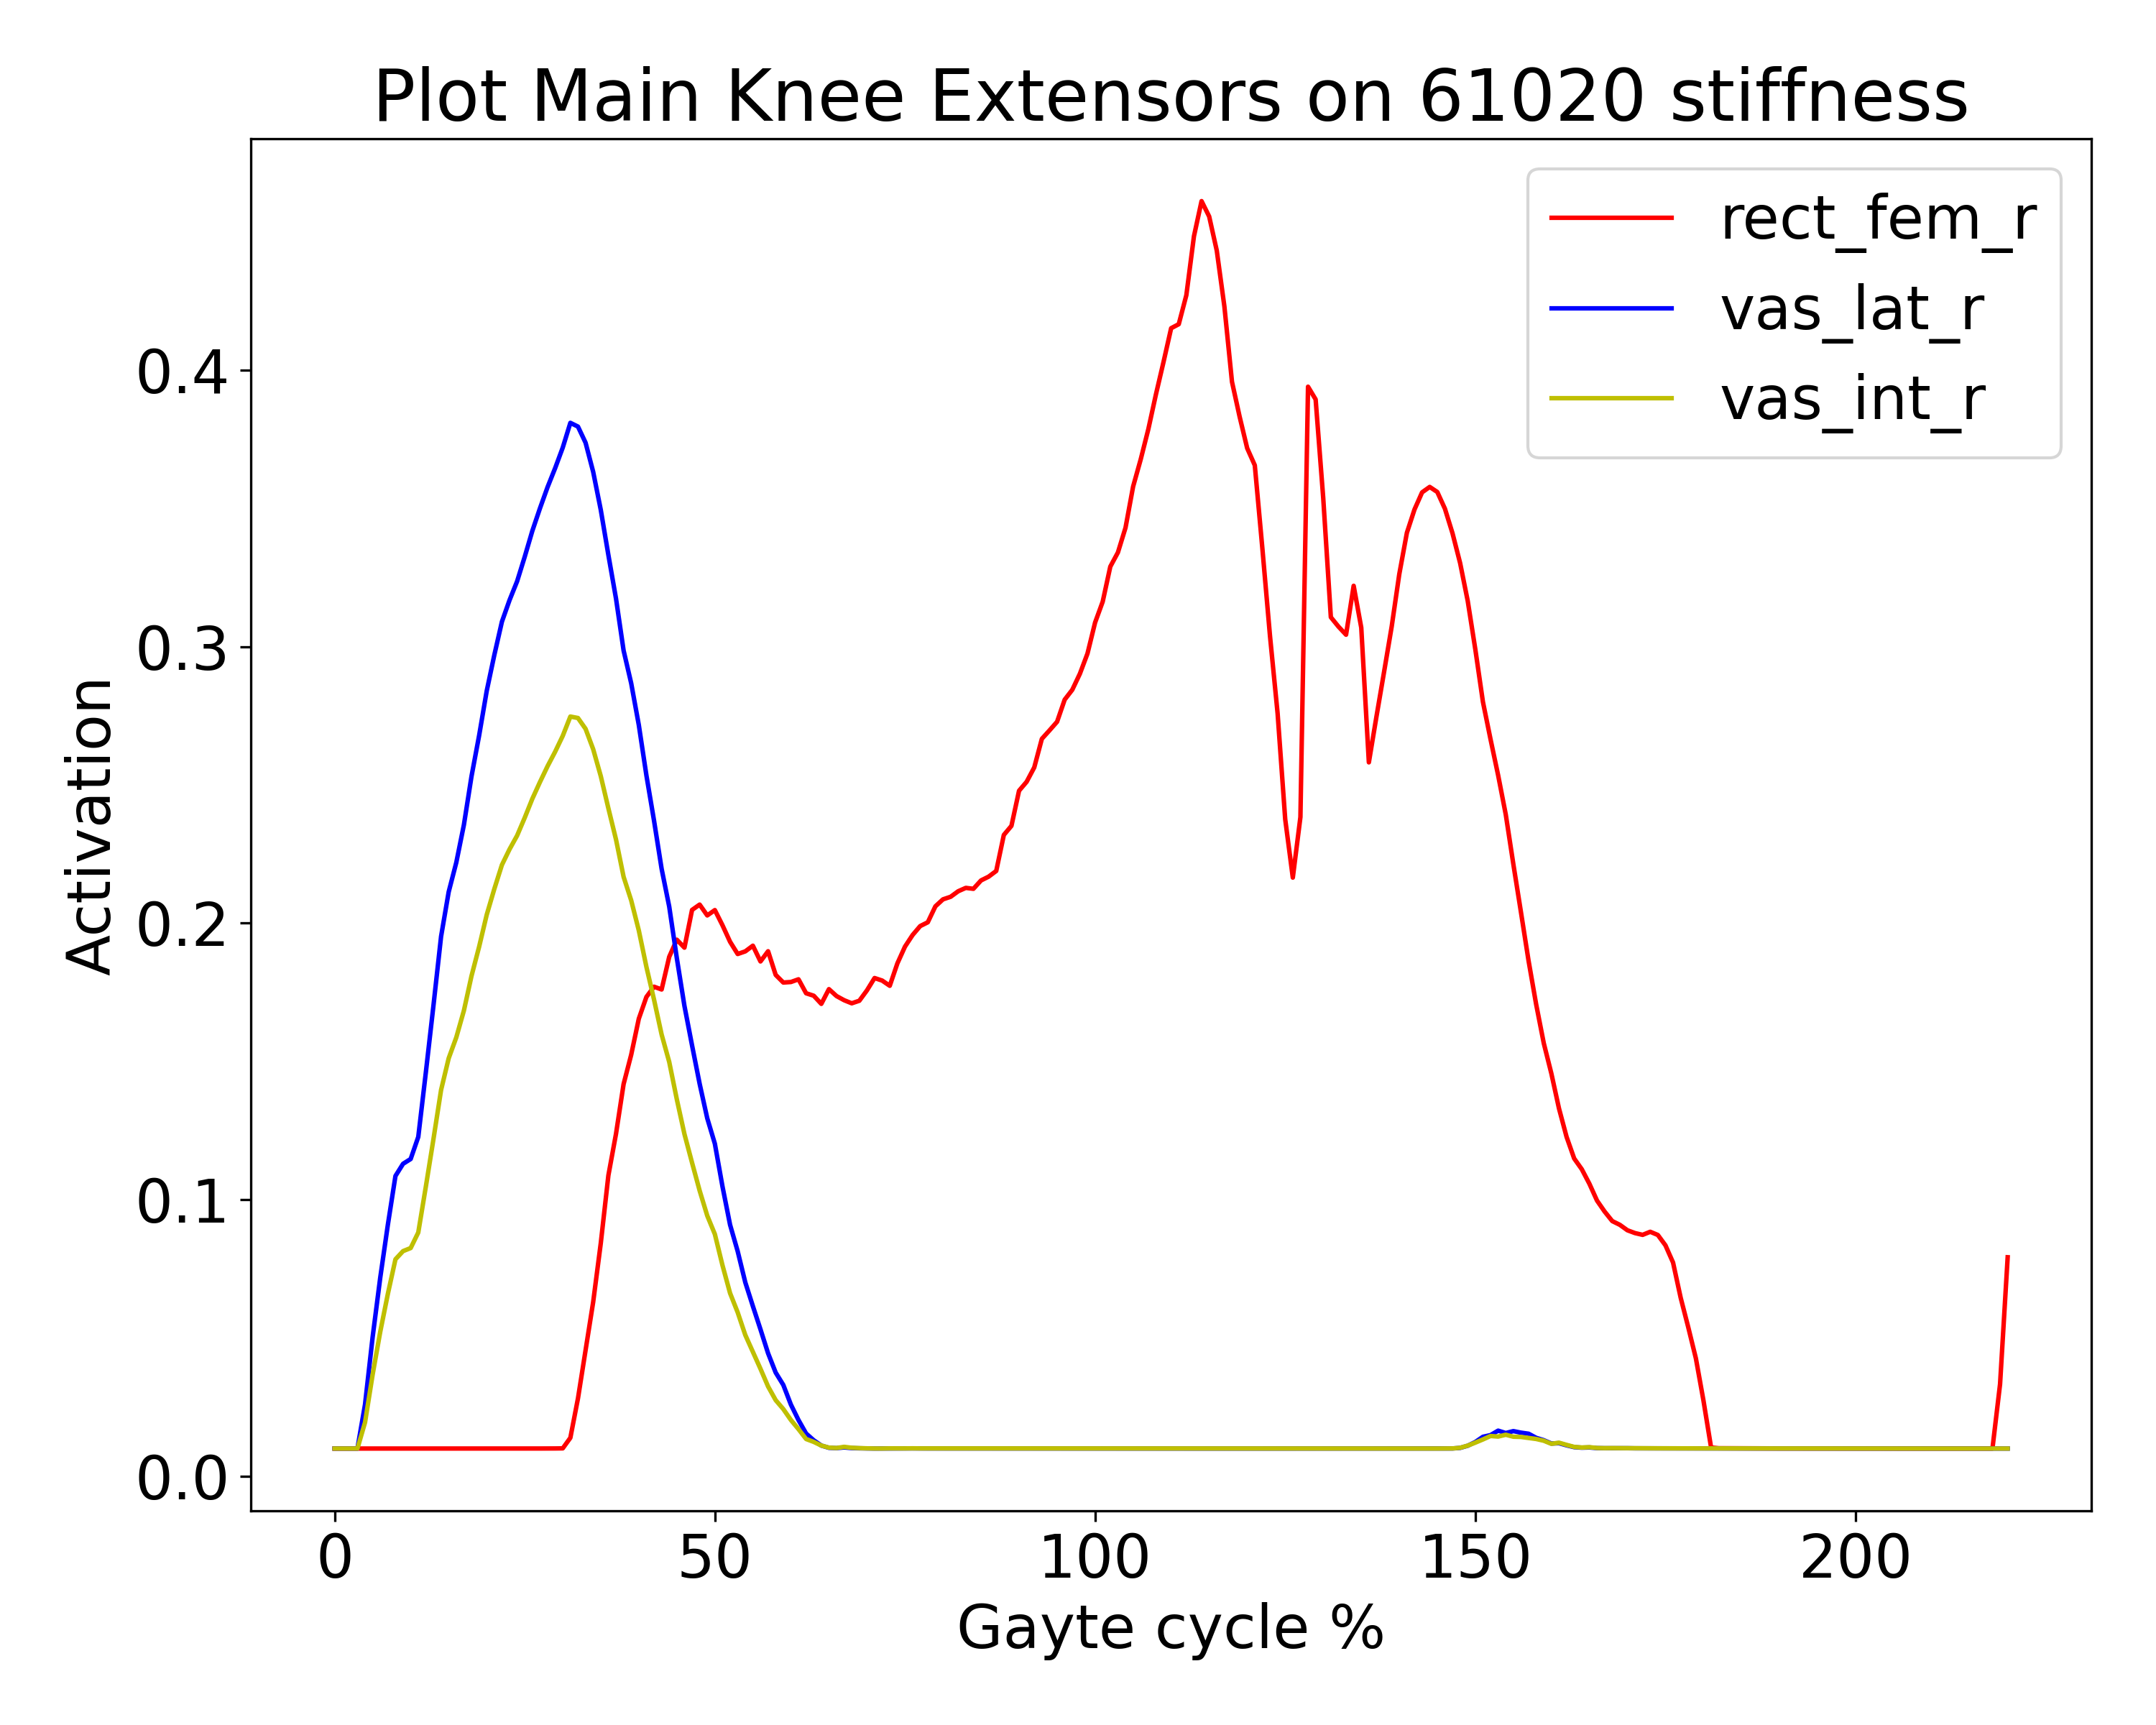 Plot Main Knee Extensors on 61020 stiffness
rect_fem_r
vas_lat_r
vas_int_r
Activation
0.4
0.3
0.2
0.1
0.0
0 50 100 150 200
Gayte cycle %